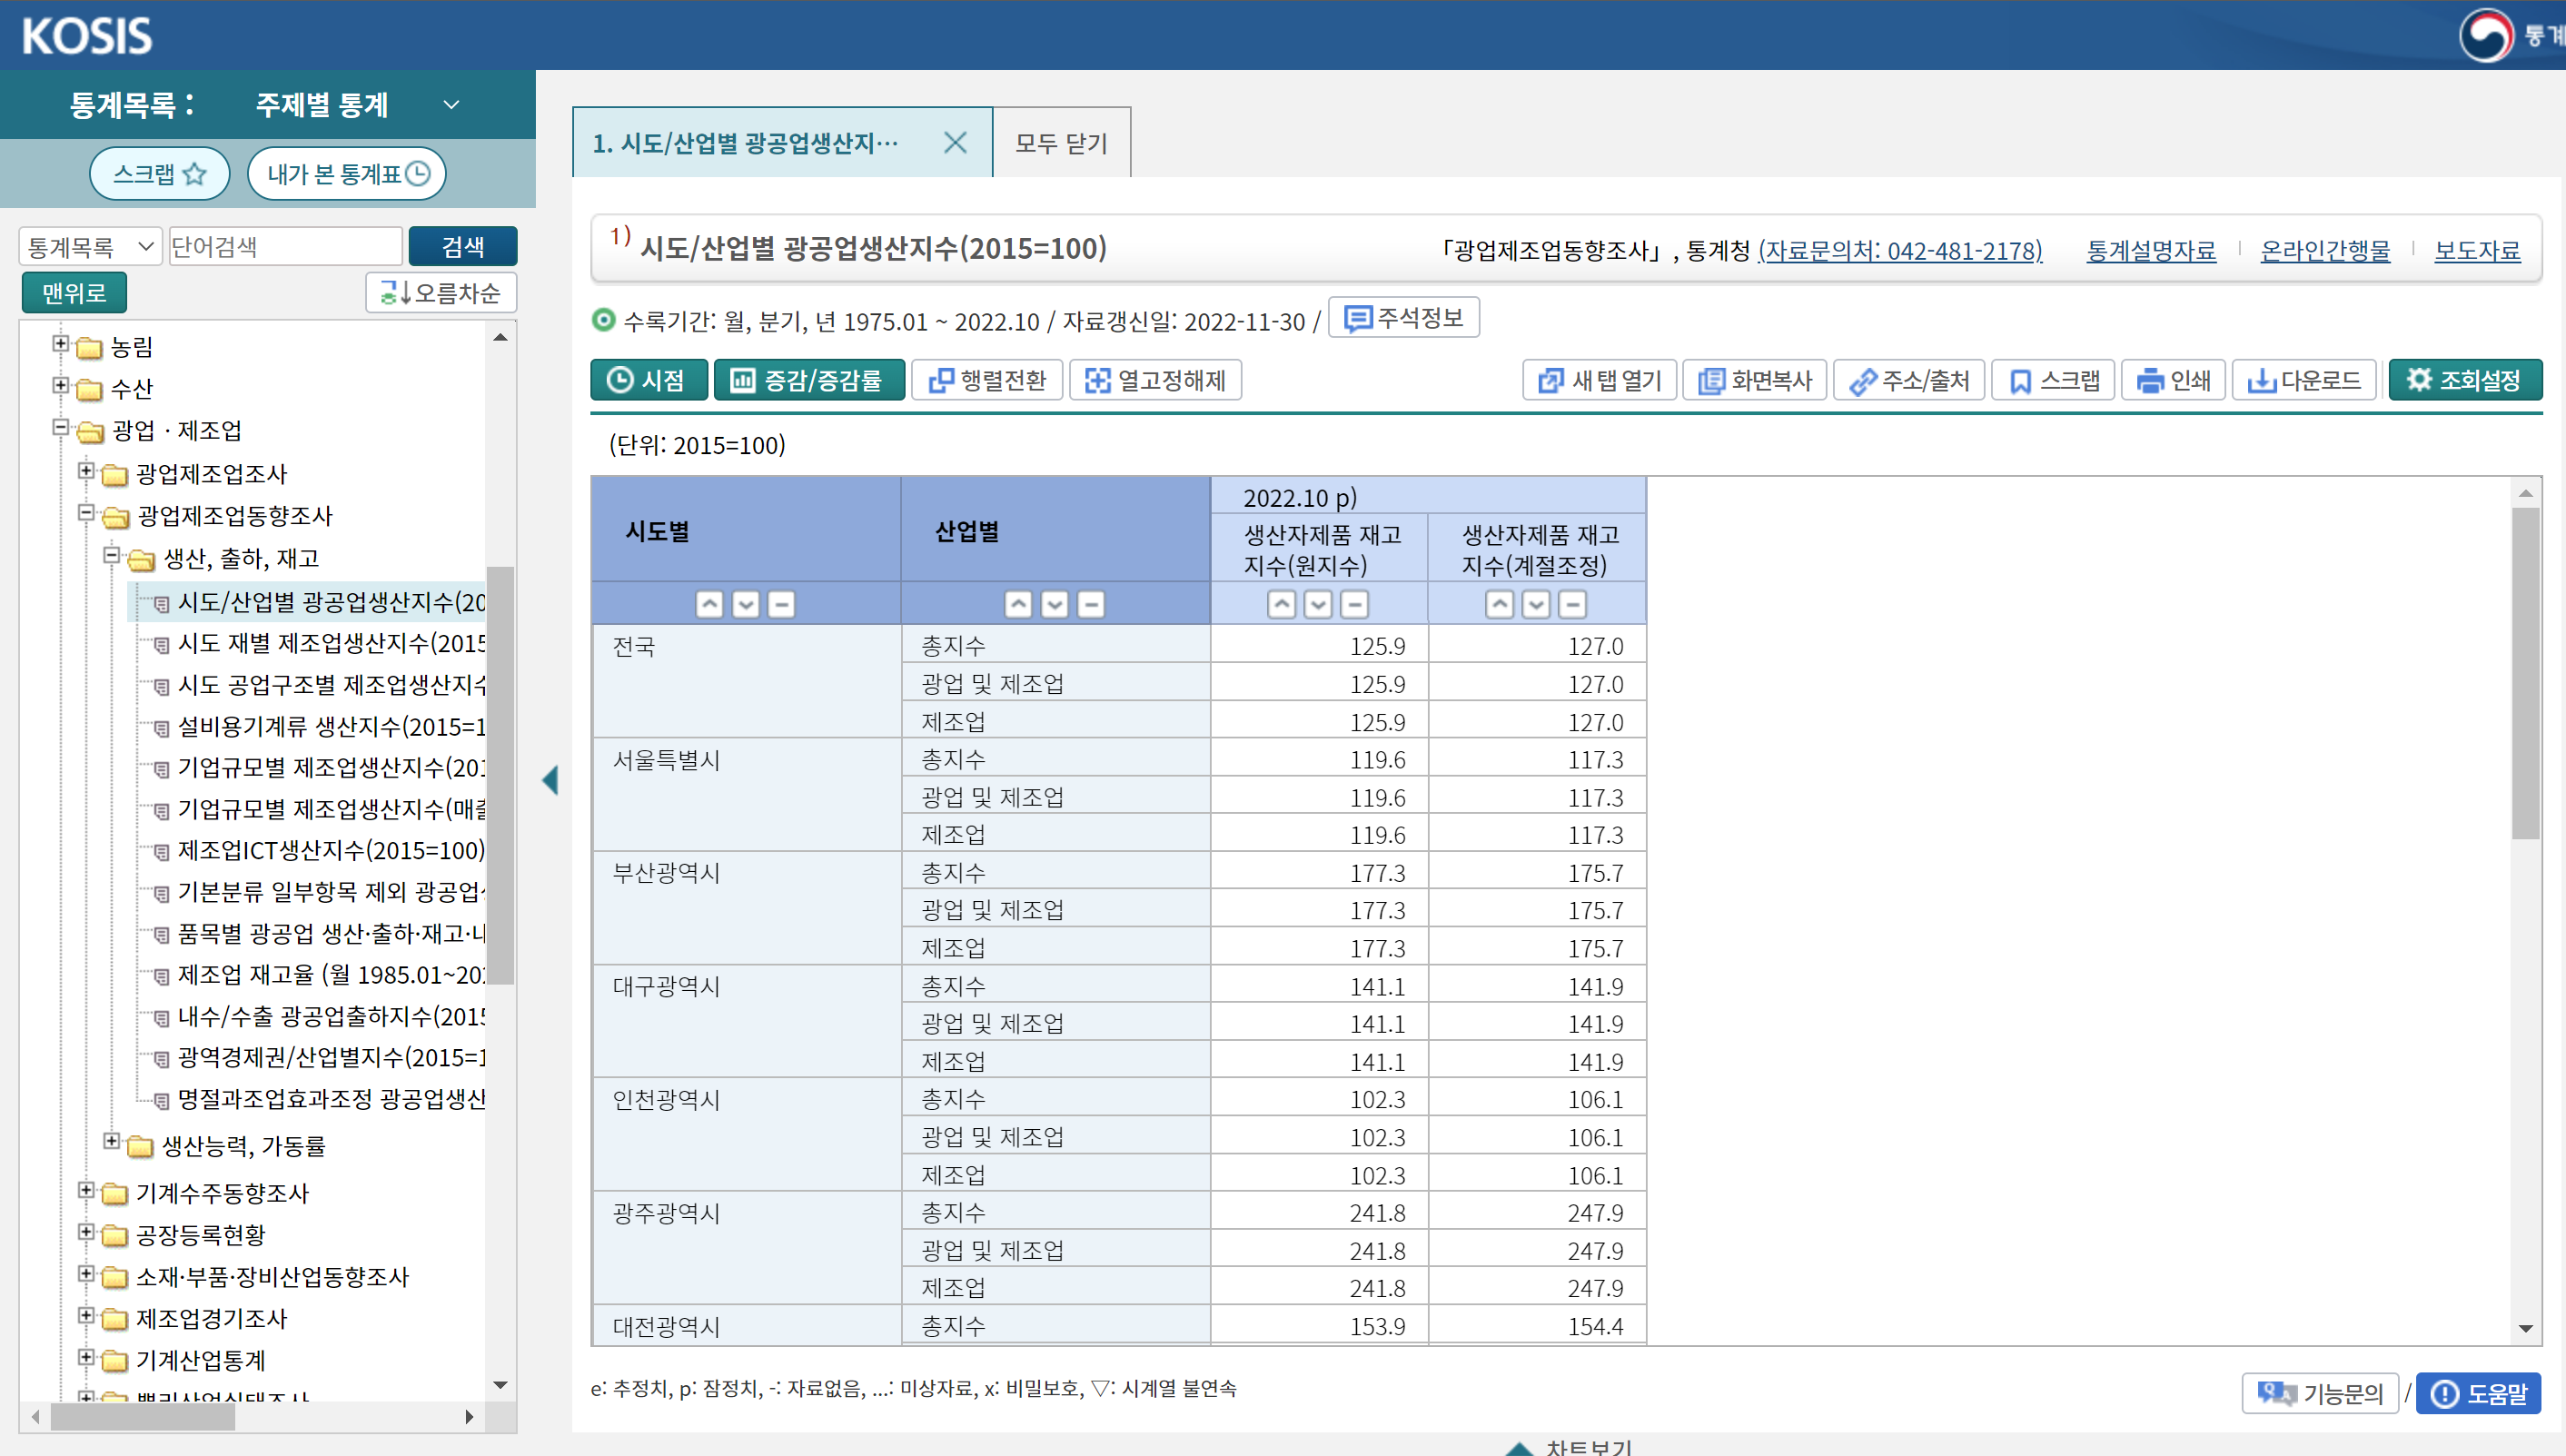 KOSIS
통계
통계목록 : 주제별 통계
스크랩 내가 본 통계표
통계목록 단어검색 검색
맨위로 오름차순
농림
수산
광업ㆍ제조업
광업제조업조사
광업제조업동향조사
생산, 출하, 재고
시도/산업별 광공업생산지수(20
시도 재별 제조업생산지수(2015
시도 공업구조별 제조업생산지수
설비용기계류 생산지수(2015=1
기업규모별 제조업생산지수(201
기업규모별 제조업생산지수(매출
제조업ICT생산지수(2015=100)
기본분류 일부항목 제외 광공업
품목별 광공업 생산·출하·재고·내
제조업 재고율 (월 1985.01~202
내수/수출 광공업출하지수(2015
광역경제권/산업별지수(2015=1
명절과조업효과조정 광공업생산
생산능력, 가동률
기계수주동향조사
공장등록현황
소재·부품·장비산업동향조사
제조업경기조사
기계산업통계
뿌리산업실태조사
1. 시도/산업별 광공업생산지… 모두 닫기
1) 시도/산업별 광공업생산지수(2015=100) 「광업제조업동향조사」, 통계청 (자료문의처: 042-481-2178) 통계설명자료 온라인간행물 보도자료
수록기간: 월, 분기, 년 1975.01 ~ 2022.10 / 자료갱신일: 2022-11-30 / 주석정보
시점 증감/증감률 행렬전환 열고정해제 새 탭 열기 화면복사 주소/출처 스크랩 인쇄 다운로드 조회설정
(단위: 2015=100)
시도별 산업별 2022.10 p)
생산자제품 재고 생산자제품 재고
지수(원지수) 지수(계절조정)
전국 총지수 125.9 127.0
광업 및 제조업 125.9 127.0
제조업 125.9 127.0
서울특별시 총지수 119.6 117.3
광업 및 제조업 119.6 117.3
제조업 119.6 117.3
부산광역시 총지수 177.3 175.7
광업 및 제조업 177.3 175.7
제조업 177.3 175.7
대구광역시 총지수 141.1 141.9
광업 및 제조업 141.1 141.9
제조업 141.1 141.9
인천광역시 총지수 102.3 106.1
광업 및 제조업 102.3 106.1
제조업 102.3 106.1
광주광역시 총지수 241.8 247.9
광업 및 제조업 241.8 247.9
제조업 241.8 247.9
대전광역시 총지수 153.9 154.4
e: 추정치, p: 잠정치, -: 자료없음, ...: 미상자료, x: 비밀보호, ▽: 시계열 불연속
기능문의 / 도움말
차트보기